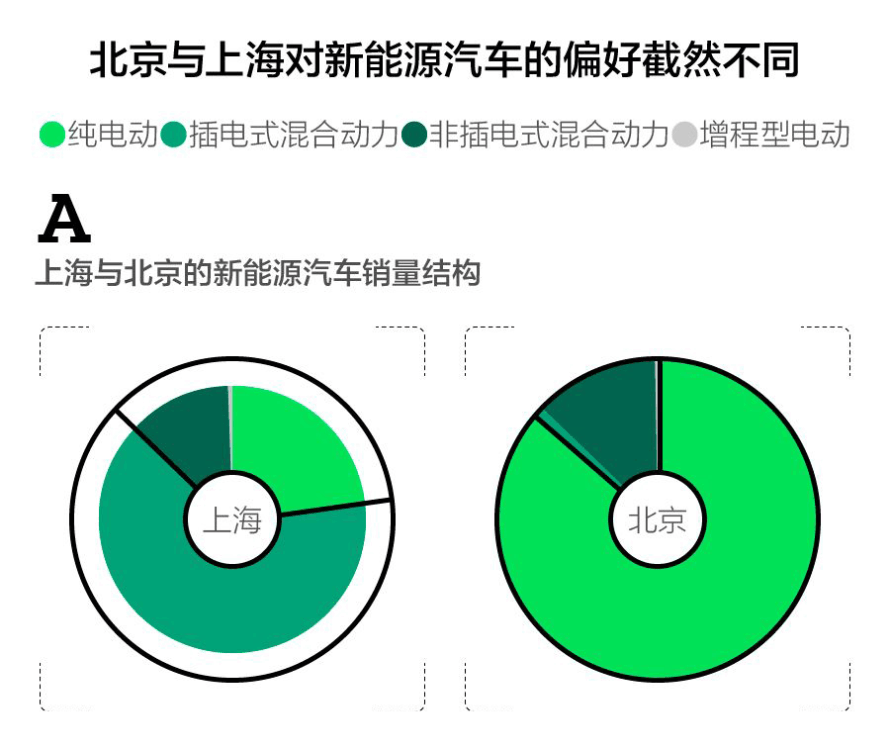 北京与上海对新能源汽车的偏好截然不同
纯电动 插电式混合动力 非插电式混合动力 增程型电动
A
上海与北京的新能源汽车销量结构
上海 北京